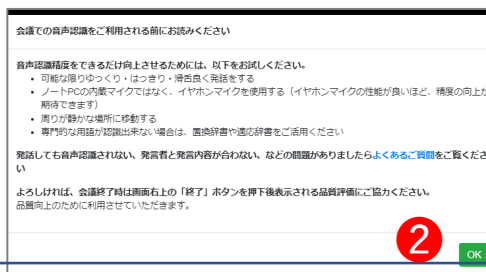 会議での音声認識をご利用される前にお読みください
音声認識精度をできるだけ向上させるためには、以下をお試しください。
• 可能な限りゆっくり・はっきり・滑舌良く発話をする
• ノートPCの内蔵マイクではなく、イヤホンマイクを使用する（イヤホンマイクの性能が良いほど、精度の向上が
期待できます）
• 周りが静かな場所に移動する
• 専門的な用語が認識出来ない場合は、置換辞書や適応辞書をご活用ください
発話しても音声認識されない、発言者と発言内容が合わない、などの問題がありましたらよくあるご質問をご覧くださ
い
よろしければ、会議終了時は画面右上の「終了」ボタンを押下後表示される品質評価にご協力ください。
品質向上のために利用させていただきます。
2
OK